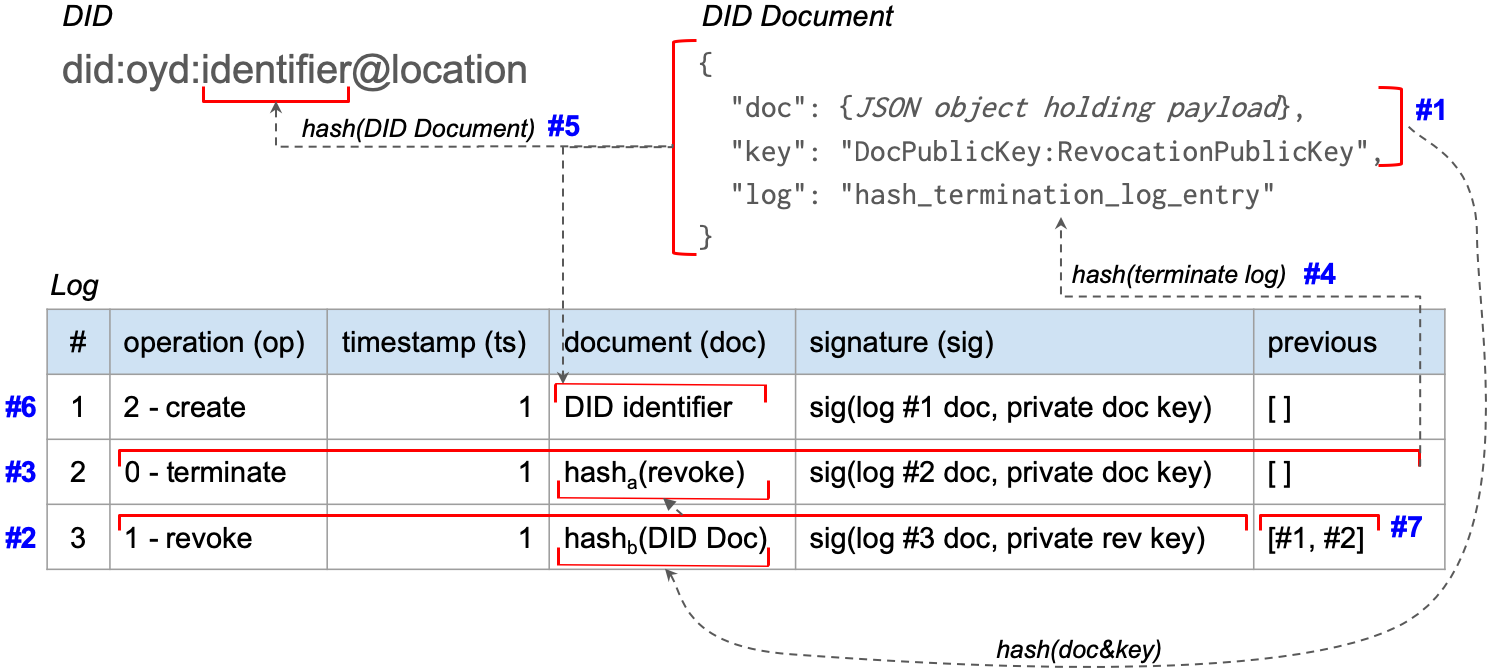 DID
did:oyd:identifier@location
hash(DID Document) #5
DID Document
{
"doc": {JSON object holding payload},
"key": "DocPublicKey:RevocationPublicKey",
"log": "hash_termination_log_entry"
}
#1
hash(terminate log) #4
Log
# operation (op) timestamp (ts) document (doc) signature (sig) previous
#6 1 2 - create 1 DID identifier sig(log #1 doc, private doc key) [ ]
#3 2 0 - terminate 1 hasha(revoke) sig(log #2 doc, private doc key) [ ]
#2 3 1 - revoke 1 hashb(DID Doc) sig(log #3 doc, private rev key) [#1, #2] #7
hash(doc&key)